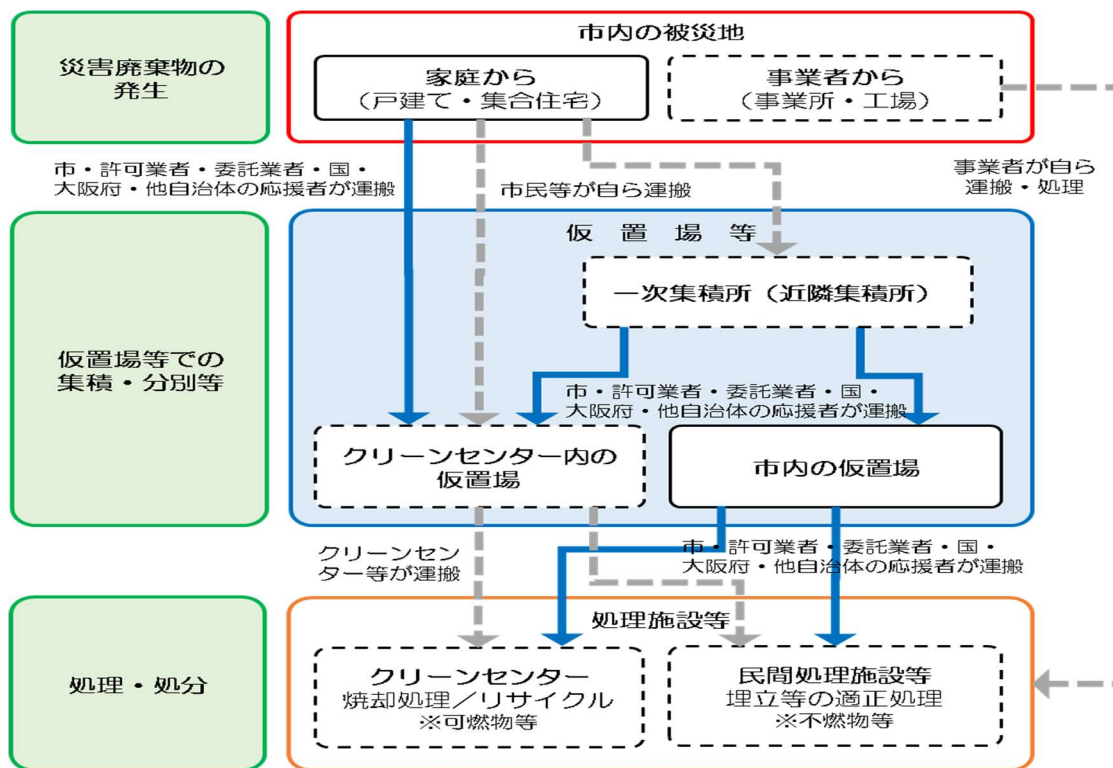 災害廃棄物の
発生
市内の被災地
家庭から
（戸建て・集合住宅）
事業者から
（事業所・工場）
市・許可業者・委託業者・国・
大阪府・他自治体の応援者が運搬
市民等が自ら運搬
事業者が自ら
運搬・処理
仮置場等での
集積・分別等
仮置場等
一次集積所（近隣集積所）
市・許可業者・委託業者・国・
大阪府・他自治体の応援者が運搬
クリーンセンター内の
仮置場
市内の仮置場
クリーンセン
ター等が運搬
市・許可業者・委託業者・国・
大阪府・他自治体の応援者が運搬
処理・処分
処理施設等
クリーンセンター
焼却処理／リサイクル
※可燃物等
民間処理施設等
埋立等の適正処理
※不燃物等